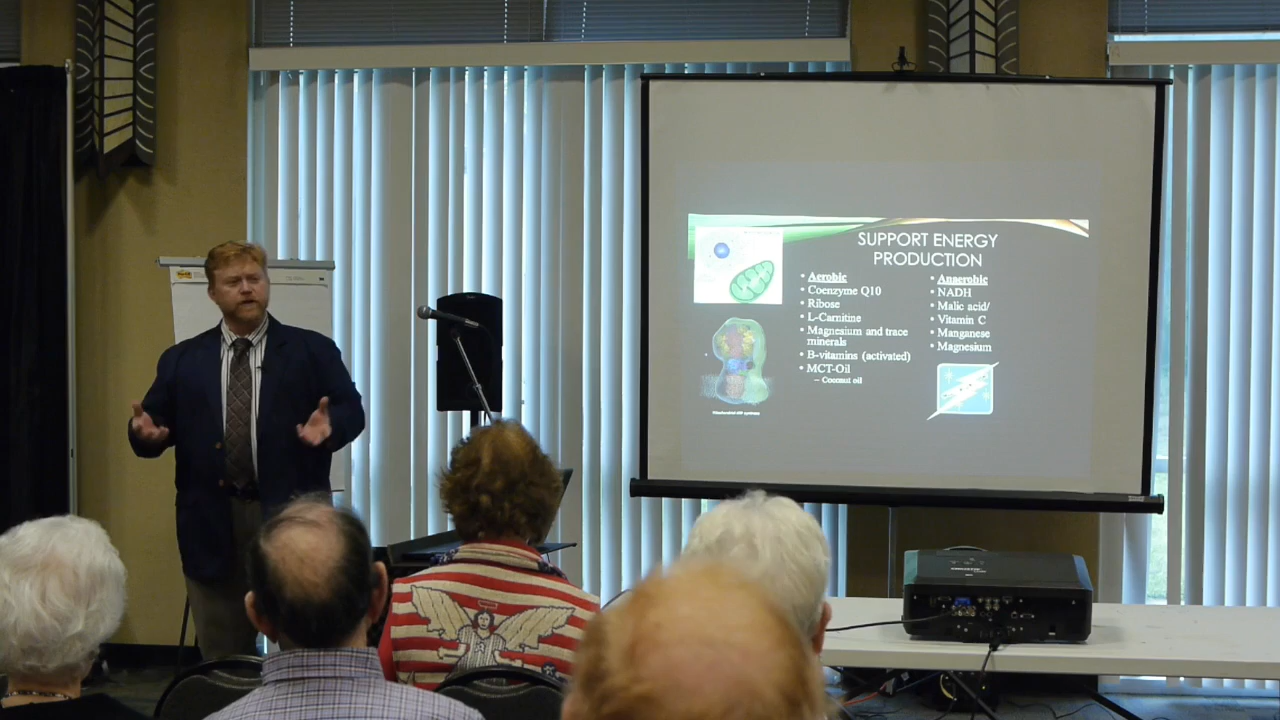 SUPPORT ENERGY
PRODUCTION
• Aerobic
• Coenzyme Q10
• Ribose
• L-Carnitine
• Magnesium and trace
minerals
• B-vitamins (activated)
• MCT-Oil
– Coconut oil
• Anaerobic
• NADH
• Malic acid/
• Vitamin C
• Manganese
• Magnesium